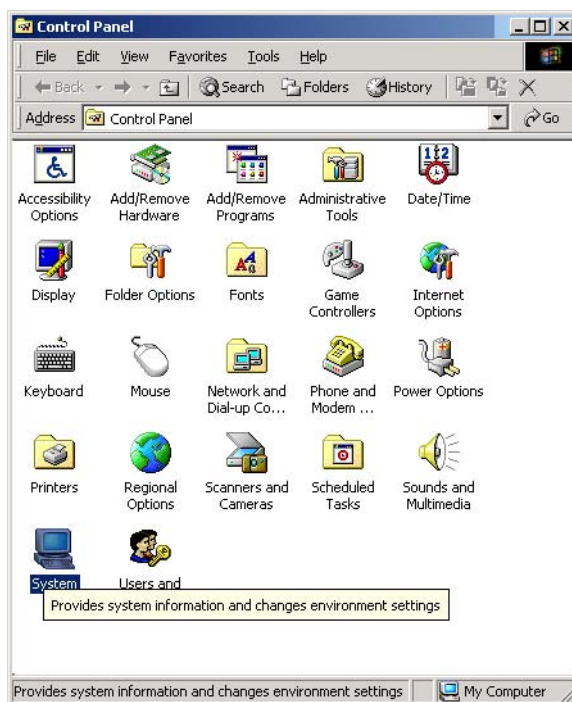 Control Panel
File Edit View Favorites Tools Help
Back Search Folders History
Address Control Panel Go
Accessibility Options
Add/Remove Hardware
Add/Remove Programs
Administrative Tools
1 2
Date/Time
Display
Folder Options
Fonts
Game Controllers
Internet Options
Keyboard
Mouse
Network and Dial-up Co...
Phone and Modem ...
Power Options
Printers
Regional Options
Scanners and Cameras
Scheduled Tasks
Sounds and Multimedia
System
Users and
Provides system information and changes environment settings
Provides system information and changes environment settings My Computer